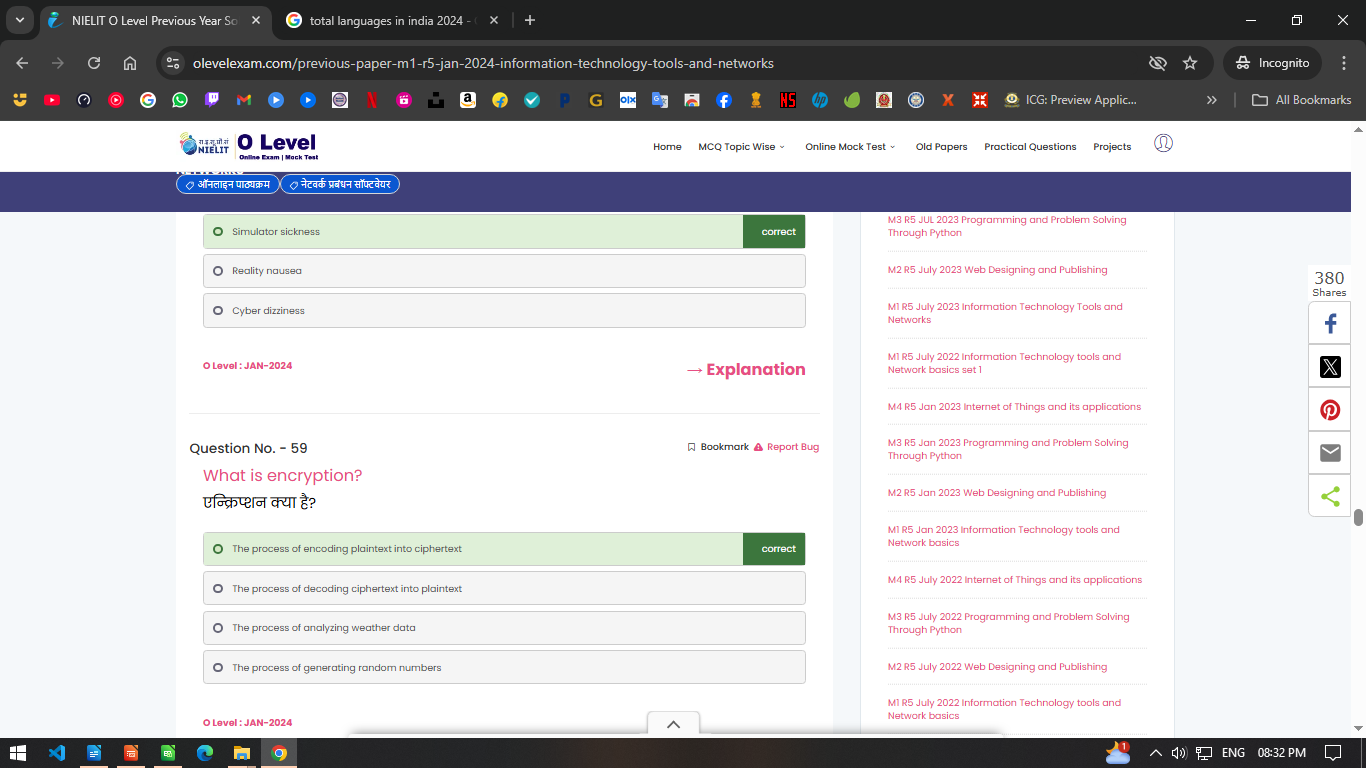 NIELIT O Level Previous Year So
total languages in india 2024 -
olevelexam.com/previous-paper-m1-r5-jan-2024-information-technology-tools-and-networks
Incognito
ICG: Preview Applic...
All Bookmarks
रा.इ.सू.प्रौ.सं
NIELIT
O Level
Online Exam | Mock Test
Home
MCQ Topic Wise
Online Mock Test
Old Papers
Practical Questions
Projects
ऑनलाइन पाठ्यक्रम
नेटवर्क प्रबंधन सॉफ्टवेयर
Simulator sickness
correct
Reality nausea
Cyber dizziness
O Level : JAN-2024
→ Explanation
Question No. - 59
Bookmark
Report Bug
What is encryption?
एन्क्रिप्शन क्या है?
The process of encoding plaintext into ciphertext
correct
The process of decoding ciphertext into plaintext
The process of analyzing weather data
The process of generating random numbers
O Level : JAN-2024
M3 R5 JUL 2023 Programming and Problem Solving
Through Python
M2 R5 July 2023 Web Designing and Publishing
M1 R5 July 2023 Information Technology Tools and
Networks
M1 R5 July 2022 Information Technology tools and
Network basics set 1
M4 R5 Jan 2023 Internet of Things and its applications
M3 R5 Jan 2023 Programming and Problem Solving
Through Python
M2 R5 Jan 2023 Web Designing and Publishing
M1 R5 Jan 2023 Information Technology tools and
Network basics
M4 R5 July 2022 Internet of Things and its applications
M3 R5 July 2022 Programming and Problem Solving
Through Python
M2 R5 July 2022 Web Designing and Publishing
M1 R5 July 2022 Information Technology tools and
Network basics
380
Shares
1
ENG
08:32 PM